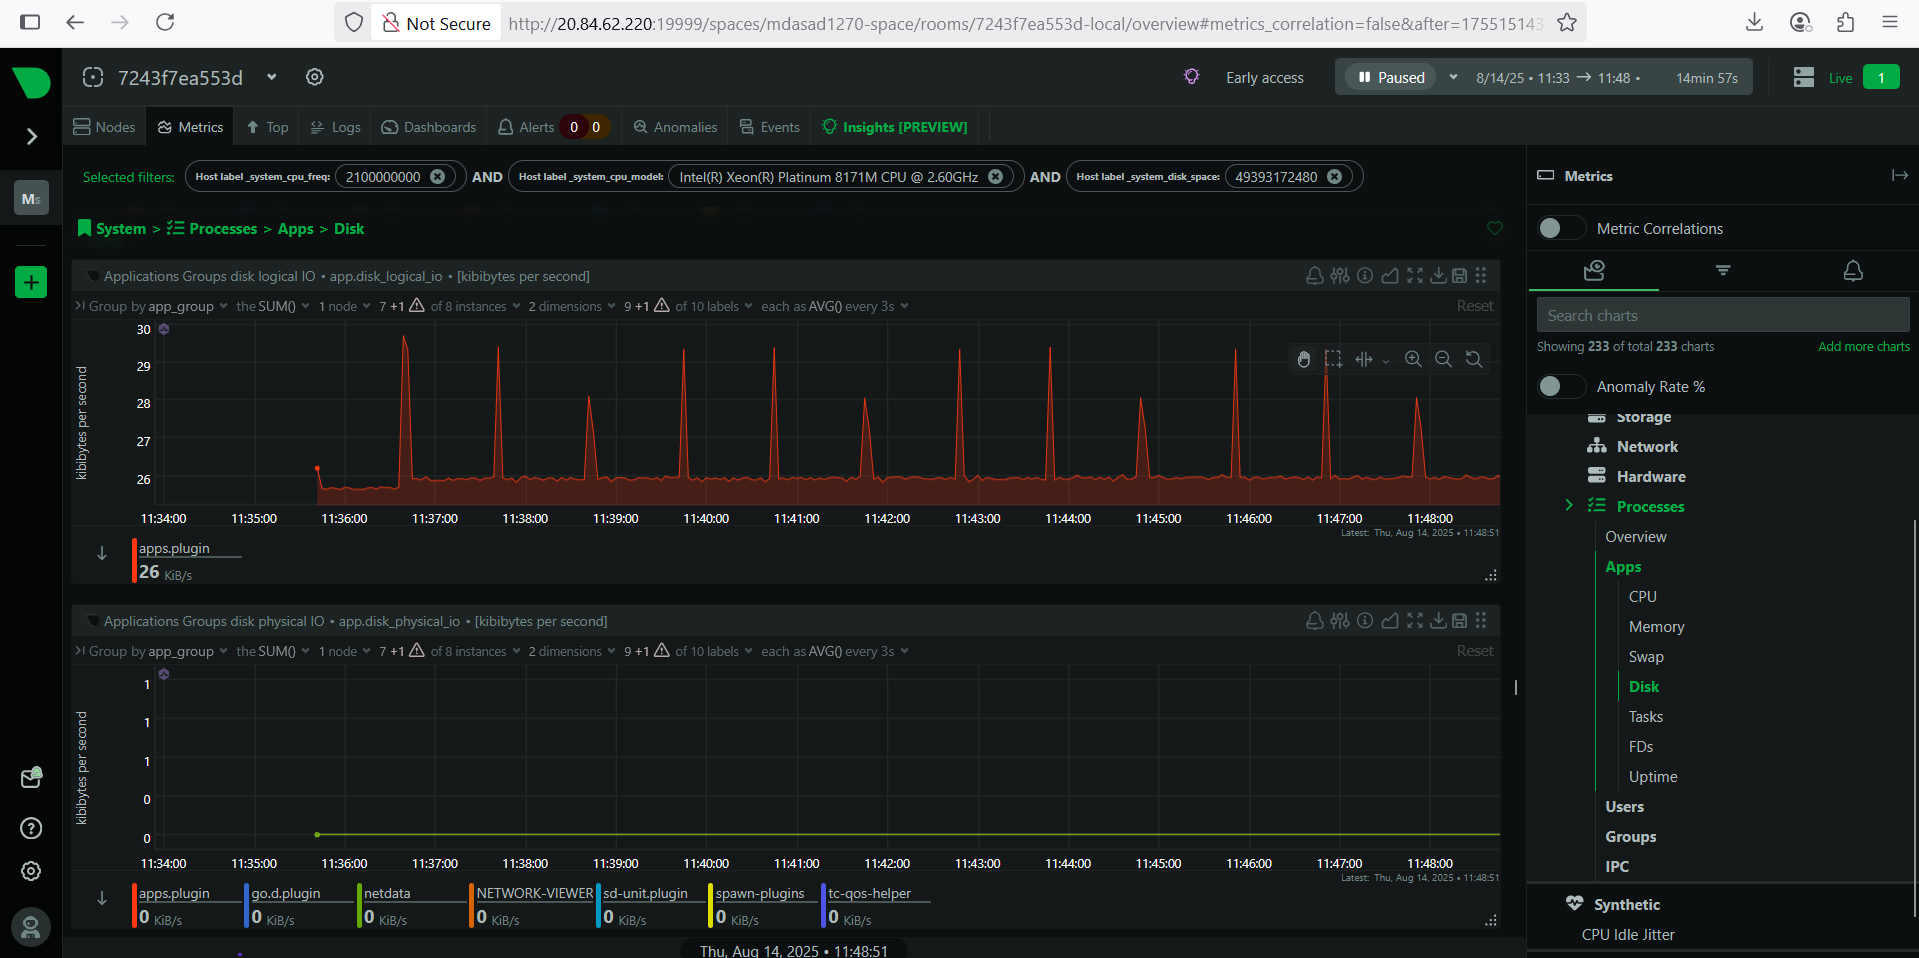 Not Secure
http://20.84.62.220:19999/spaces/mdasad1270-space/rooms/7243f7ea553d-local/overview#metrics_correlation=false&after=175515143
7243f7ea553d
Early access
Paused
8/14/25 • 11:33 → 11:48 •
14min 57s
Live
1
Nodes
Metrics
Top
Logs
Dashboards
Alerts
0
0
Anomalies
Events
Insights [PREVIEW]
Selected filters:
Host label _system_cpu_freq: 2100000000
AND
Host label _system_cpu_model: Intel(R) Xeon(R) Platinum 8171M CPU @ 2.60GHz
AND
Host label _system_disk_space: 49393172480
Ms
System > Processes > Apps > Disk
Applications Groups disk logical IO • app.disk_logical_io • [kibibytes per second]
Group by app_group the SUM() 1 node 7 +1 of 8 instances 2 dimensions 9 +1 of 10 labels each as AVG() every 3s
Reset
kibibytes per second
30
29
28
27
26
11:34:00 11:35:00 11:36:00 11:37:00 11:38:00 11:39:00 11:40:00 11:41:00 11:42:00 11:43:00 11:44:00 11:45:00 11:46:00 11:47:00 11:48:00
Latest: Thu, Aug 14, 2025 • 11:48:51
apps.plugin
26 KiB/s
Applications Groups disk physical IO • app.disk_physical_io • [kibibytes per second]
Group by app_group the SUM() 1 node 7 +1 of 8 instances 2 dimensions 9 +1 of 10 labels each as AVG() every 3s
Reset
kibibytes per second
1
1
1
0
0
11:34:00 11:35:00 11:36:00 11:37:00 11:38:00 11:39:00 11:40:00 11:41:00 11:42:00 11:43:00 11:44:00 11:45:00 11:46:00 11:47:00 11:48:00
Latest: Thu, Aug 14, 2025 • 11:48:51
apps.plugin go.d.plugin netdata NETWORK-VIEWER sd-unit.plugin spawn-plugins tc-qos-helper
0 KiB/s 0 KiB/s 0 KiB/s 0 KiB/s 0 KiB/s 0 KiB/s 0 KiB/s
Thu, Aug 14, 2025 • 11:48:51
Metrics
Metric Correlations
Search charts
Showing 233 of total 233 charts
Add more charts
Anomaly Rate %
Storage
Network
Hardware
Processes
Overview
Apps
CPU
Memory
Swap
Disk
Tasks
FDs
Uptime
Users
Groups
IPC
Synthetic
CPU Idle Jitter